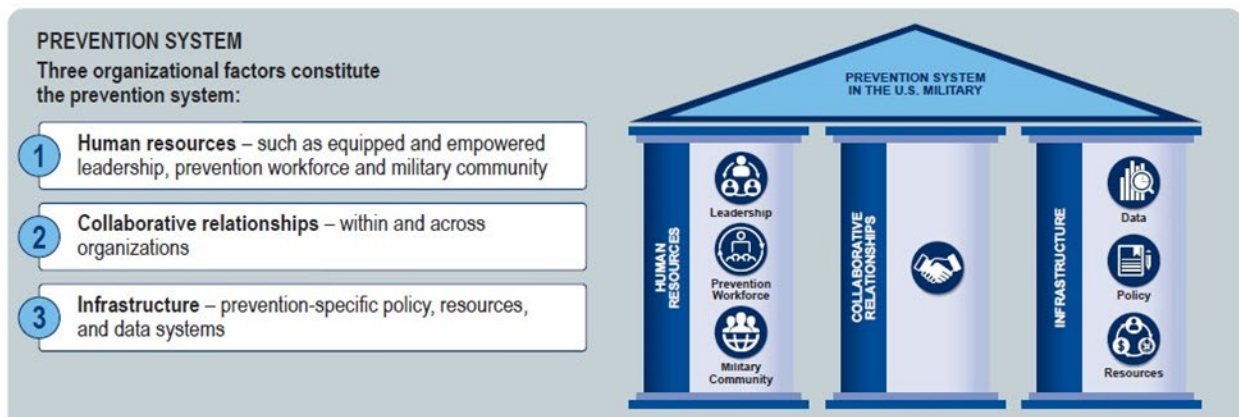 PREVENTION SYSTEM
Three organizational factors constitute
the prevention system:
1
Human resources – such as equipped and empowered
leadership, prevention workforce and military community
2
Collaborative relationships – within and across
organizations
3
Infrastructure – prevention-specific policy, resources,
and data systems
PREVENTION SYSTEM
IN THE U.S. MILITARY
HUMAN
RESOURCES
Leadership
Prevention
Workforce
Military
Community
COLLABORATIVE
RELATIONSHIPS
INFRASTRUCTURE
Data
Policy
$
Resources